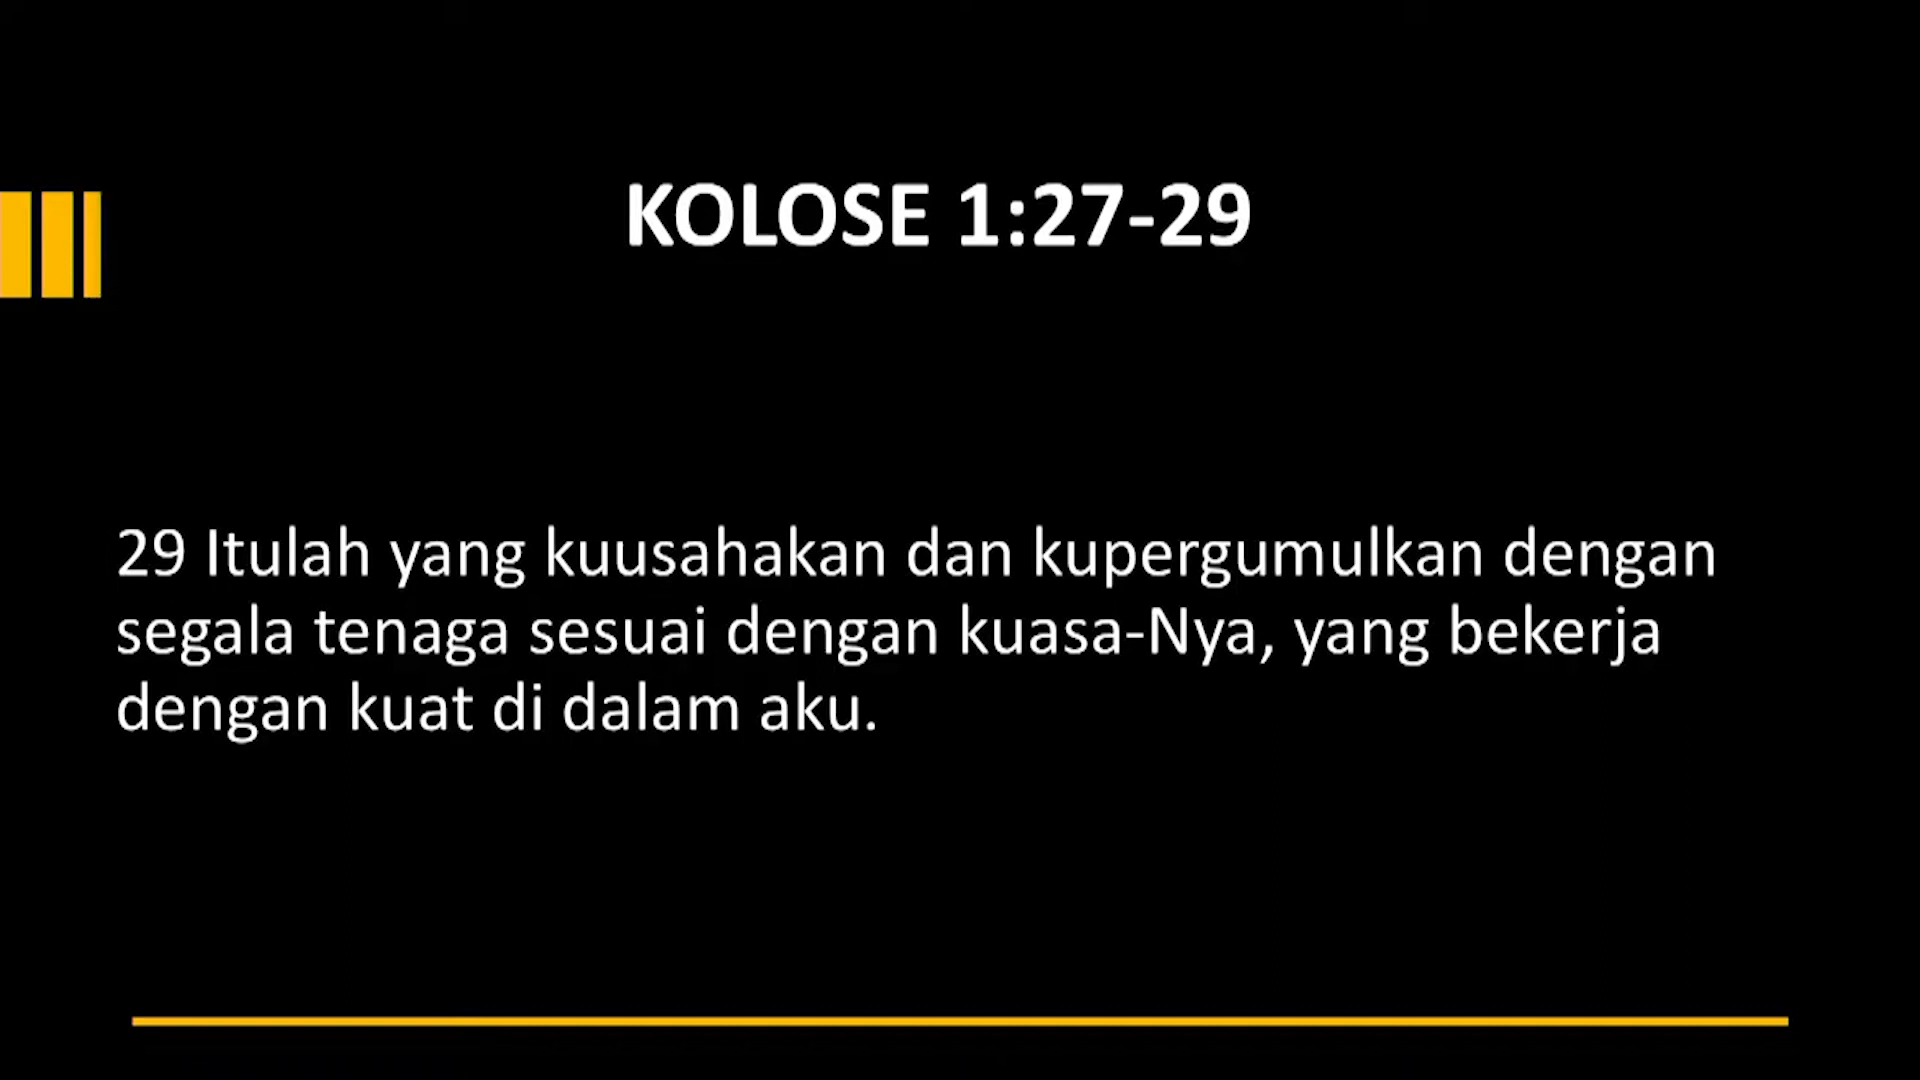 KOLOSE 1:27-29
29 Itulah yang kuusahakan dan kupergumulkan dengan
segala tenaga sesuai dengan kuasa-Nya, yang bekerja
dengan kuat di dalam aku.